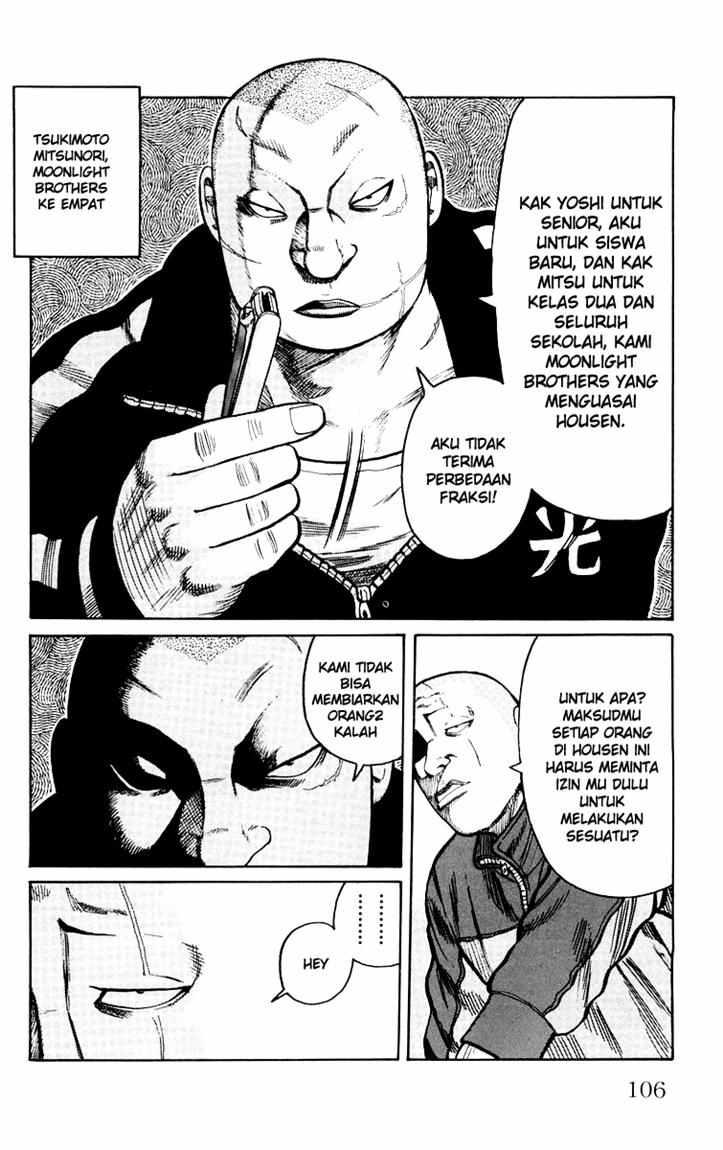 TSUKIMOTO
MITSUNORI,
MOONLIGHT
BROTHERS
KE EMPAT
KAK YOSHI UNTUK
SENIOR, AKU
UNTUK SISWA
BARU, DAN KAK
MITSU UNTUK
KELAS DUA DAN
SELURUH
SEKOLAH, KAMI
MOONLIGHT
BROTHERS YANG
MENGUASAI
HOUSEN.
AKU TIDAK
TERIMA
PERBEDAAN
FRAKSI!
光
KAMI TIDAK
BISA
MEMBIARKAN
ORANG2
KALAH
UNTUK APA?
MAKSUDMU
SETIAP ORANG
DI HOUSEN INI
HARUS MEMINTA
IZIN MU DULU
UNTUK
MELAKUKAN
SESUATU?
........
........
HEY
106